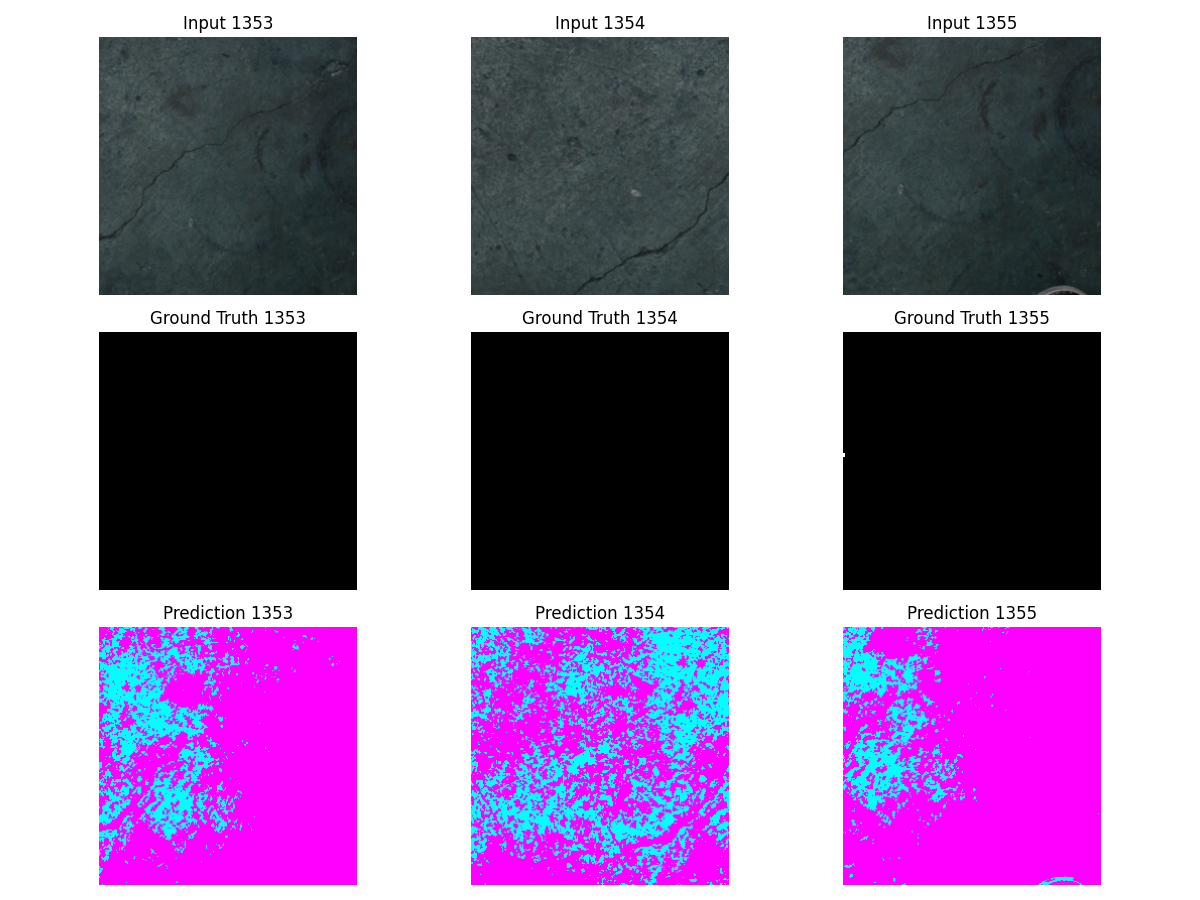 Input 1353
Input 1354
Input 1355
Ground Truth 1353
Ground Truth 1354
Ground Truth 1355
Prediction 1353
Prediction 1354
Prediction 1355